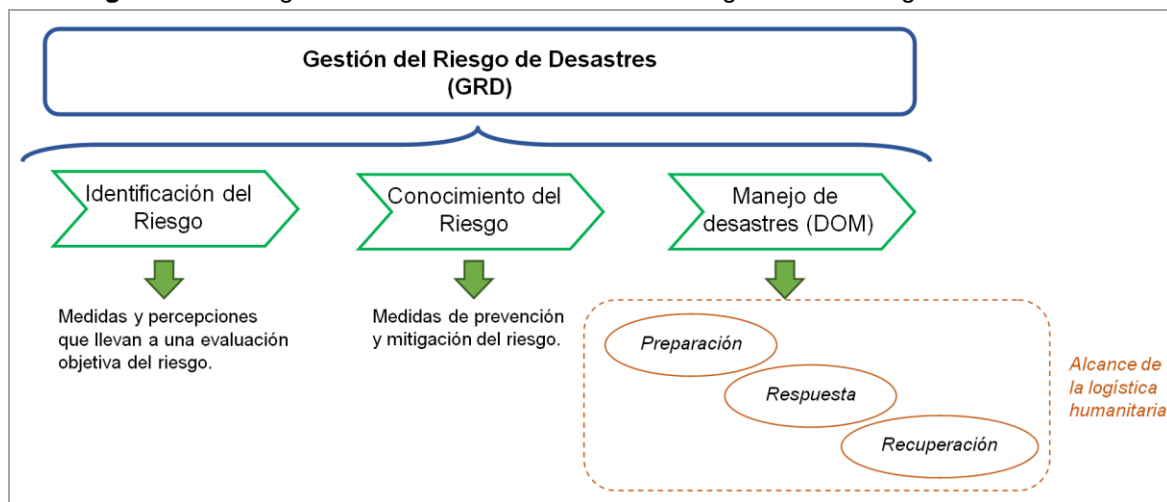 Gestión del Riesgo de Desastres
(GRD)
Identificación del
Riesgo
Conocimiento del
Riesgo
Manejo de
desastres (DOM)
Medidas y percepciones
que llevan a una evaluación
objetiva del riesgo.
Medidas de prevención
y mitigación del riesgo.
Preparación
Respuesta
Recuperación
Alcance de
la logística
humanitaria